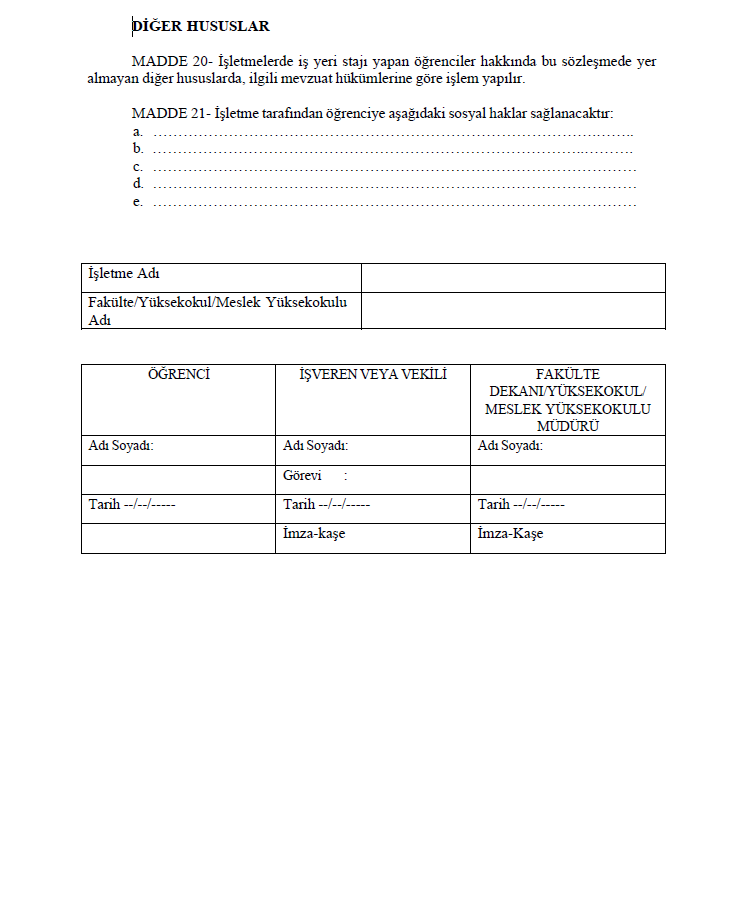 DİĞER HUSUSLAR
MADDE 20- İşletmelerde iş yeri stajı yapan öğrenciler hakkında bu sözleşmede yer
almayan diğer hususlarda, ilgili mevzuat hükümlerine göre işlem yapılır.
MADDE 21- İşletme tarafından öğrenciye aşağıdaki sosyal haklar sağlanacaktır:
a. ……………………………………………………………………………………..
b. ……………………………………………………………………………..……….
c. ………………………………………………………………………………………
d. ………………………………………………………………………………………
e. ………………………………………………………………………………………
İşletme Adı
Fakülte/Yüksekokul/Meslek Yüksekokulu
Adı
ÖĞRENCİ
İŞVEREN VEYA VEKİLİ
FAKÜLTE
DEKANI/YÜKSEKOKUL/
MESLEK YÜKSEKOKULU
MÜDÜRÜ
Adı Soyadı:
Adı Soyadı:
Adı Soyadı:
Görevi :
Tarih --/--/-----
Tarih --/--/-----
Tarih --/--/-----
İmza-kaşe
İmza-Kaşe